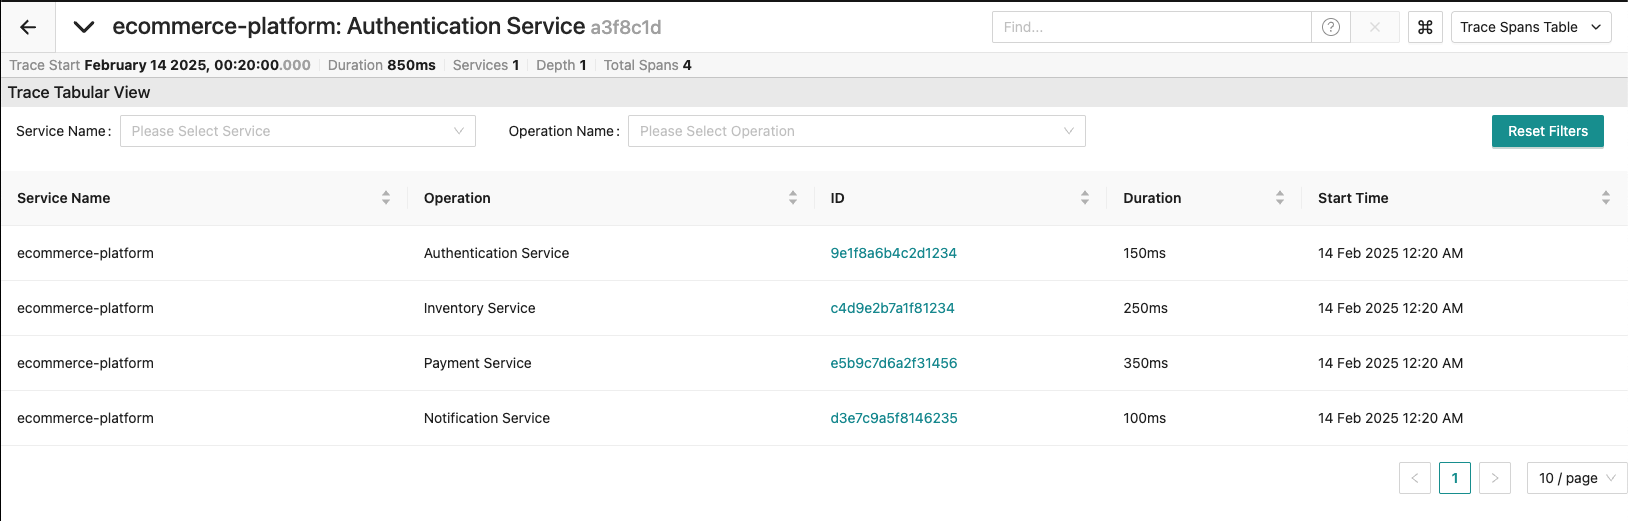 ecommerce-platform: Authentication Service a3f8c1d
Find...
?
⌘
Trace Spans Table
Trace Start February 14 2025, 00:20:00.000 Duration 850ms Services 1 Depth 1 Total Spans 4
Trace Tabular View
Service Name: Please Select Service Operation Name: Please Select Operation Reset Filters
Service Name Operation ID Duration Start Time
ecommerce-platform Authentication Service 9e1f8a6b4c2d1234 150ms 14 Feb 2025 12:20 AM
ecommerce-platform Inventory Service c4d9e2b7a1f81234 250ms 14 Feb 2025 12:20 AM
ecommerce-platform Payment Service e5b9c7d6a2f31456 350ms 14 Feb 2025 12:20 AM
ecommerce-platform Notification Service d3e7c9a5f8146235 100ms 14 Feb 2025 12:20 AM
< 1 > 10 / page